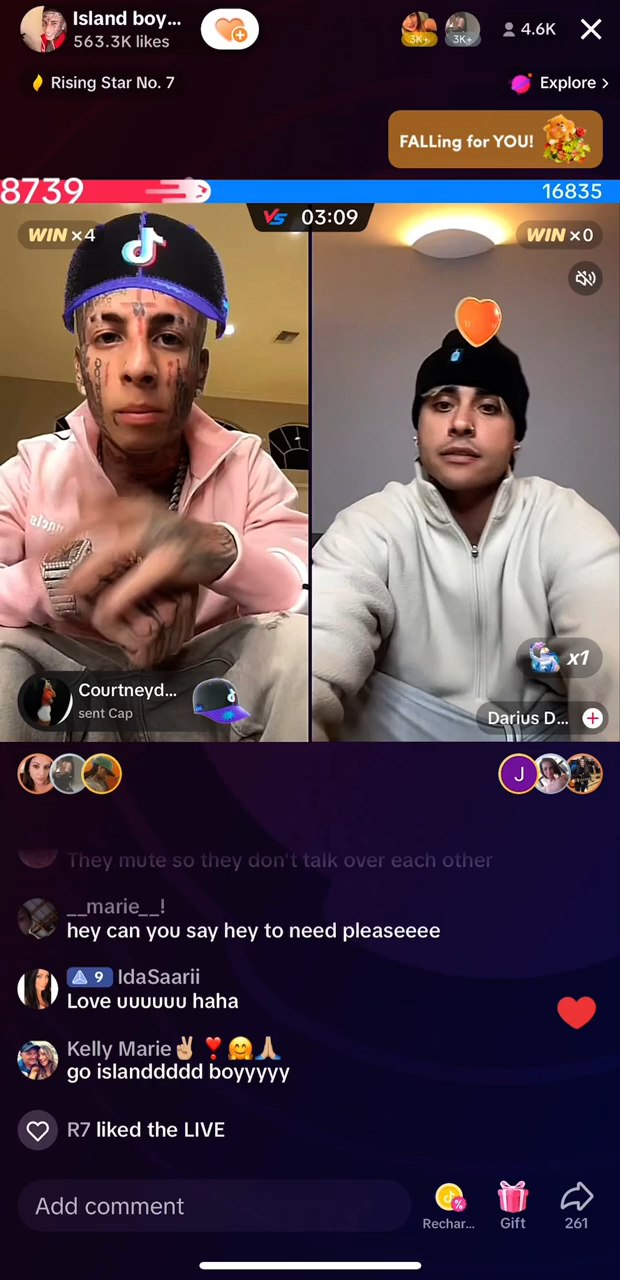 Island boy...
563.3K likes
3K+
3K+
4.6K
Rising Star No. 7
Explore >
FALLing for YOU!
8739
16835
VS 03:09
WIN ×4
WIN ×0
x1
Courtneyd...
sent Cap
Darius D...
J
They mute so they don't talk over each other
__marie__!
hey can you say hey to need pleaseeee
9 IdaSaarii
Love uuuuuu haha
Kelly Marie✌🏼❣️🤗🙏🏼
go islanddddd boyyyyy
R7 liked the LIVE
Add comment
Rechar...
Gift
261